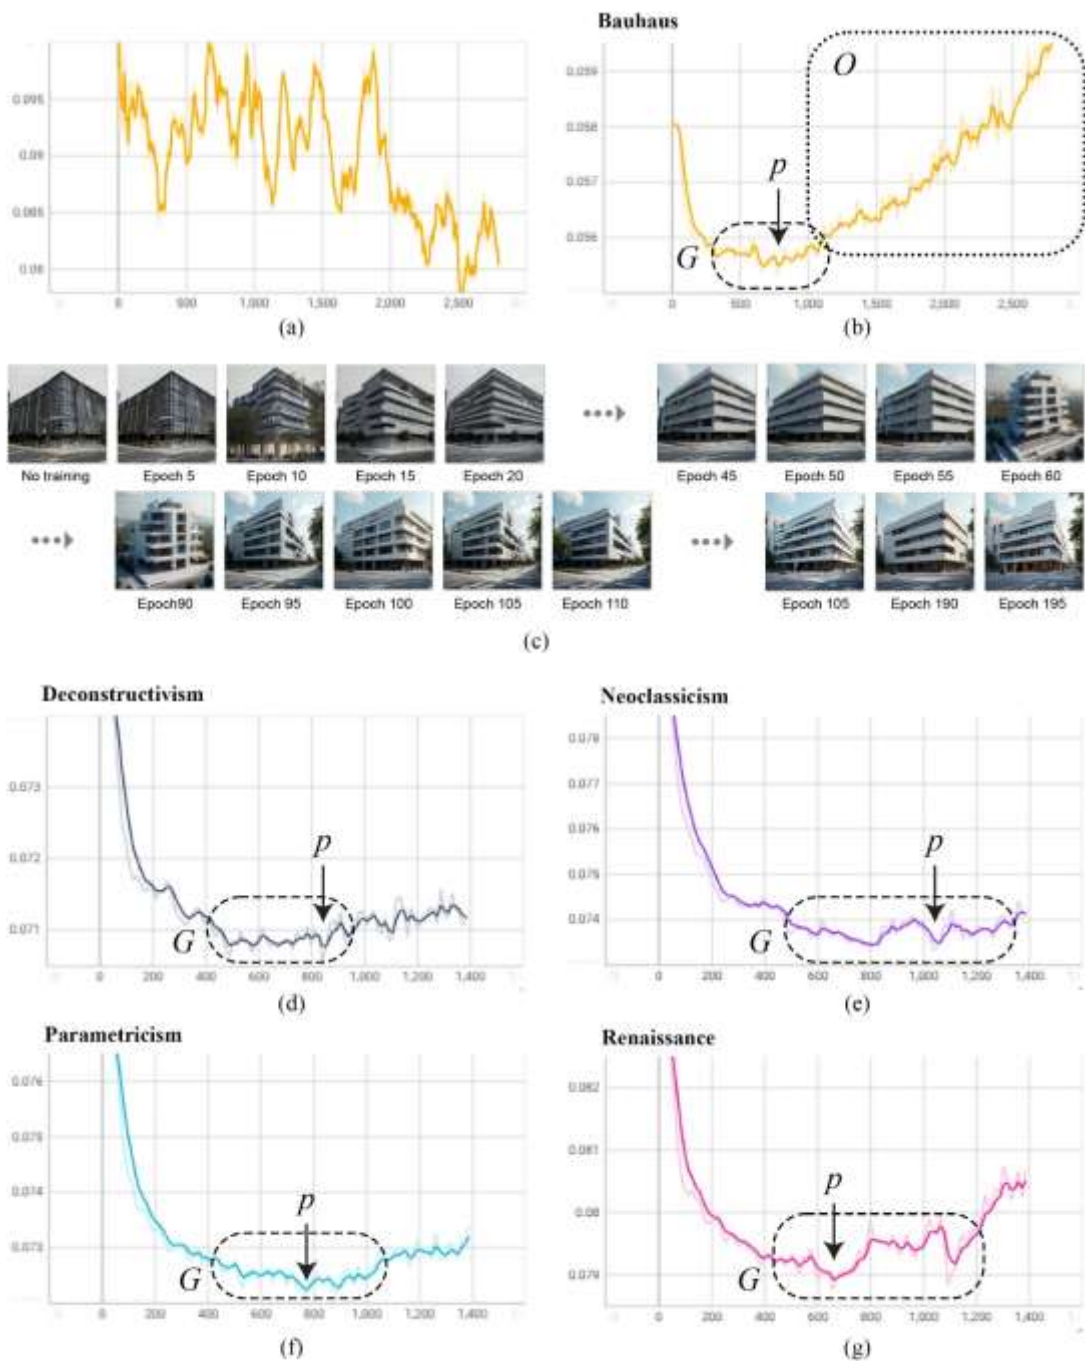 0.095
0.09
0.085
0.08
0 500 1,000 1,500 2,000 2,500
(a)
Bauhaus
O
0.059
0.058
0.057
0.056
p
G
0 500 1,000 1,500 2,000 2,500
(b)
No training Epoch 5 Epoch 10 Epoch 15 Epoch 20 Epoch 45 Epoch 50 Epoch 55 Epoch 60
Epoch90 Epoch 95 Epoch 100 Epoch 105 Epoch 110 Epoch 105 Epoch 190 Epoch 195
(c)
Deconstructivism
0.073
0.072
0.071
p
G
0 200 400 600 800 1,000 1,200 1,400
(d)
Neoclassicism
0.078
0.077
0.076
0.075
0.074
p
G
0 200 400 600 800 1,000 1,200 1,400
(e)
Parametricism
0.076
0.075
0.074
0.073
p
G
0 200 400 600 800 1,000 1,200 1,400
(f)
Renaissance
0.082
0.081
0.08
0.079
p
G
0 200 400 600 800 1,000 1,200 1,400
(g)